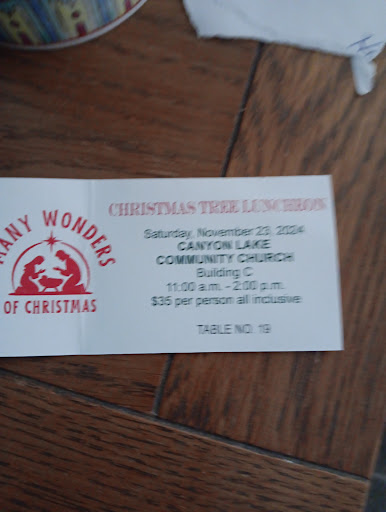 MANY WONDERS
OF CHRISTMAS
CHRISTMAS TREE LUNCHEON
Saturday, November 23, 2024
CANYON LAKE
COMMUNITY CHURCH
Building C
11:00 a.m. - 2:00 p.m.
$35 per person all inclusive
TABLE NO. 19